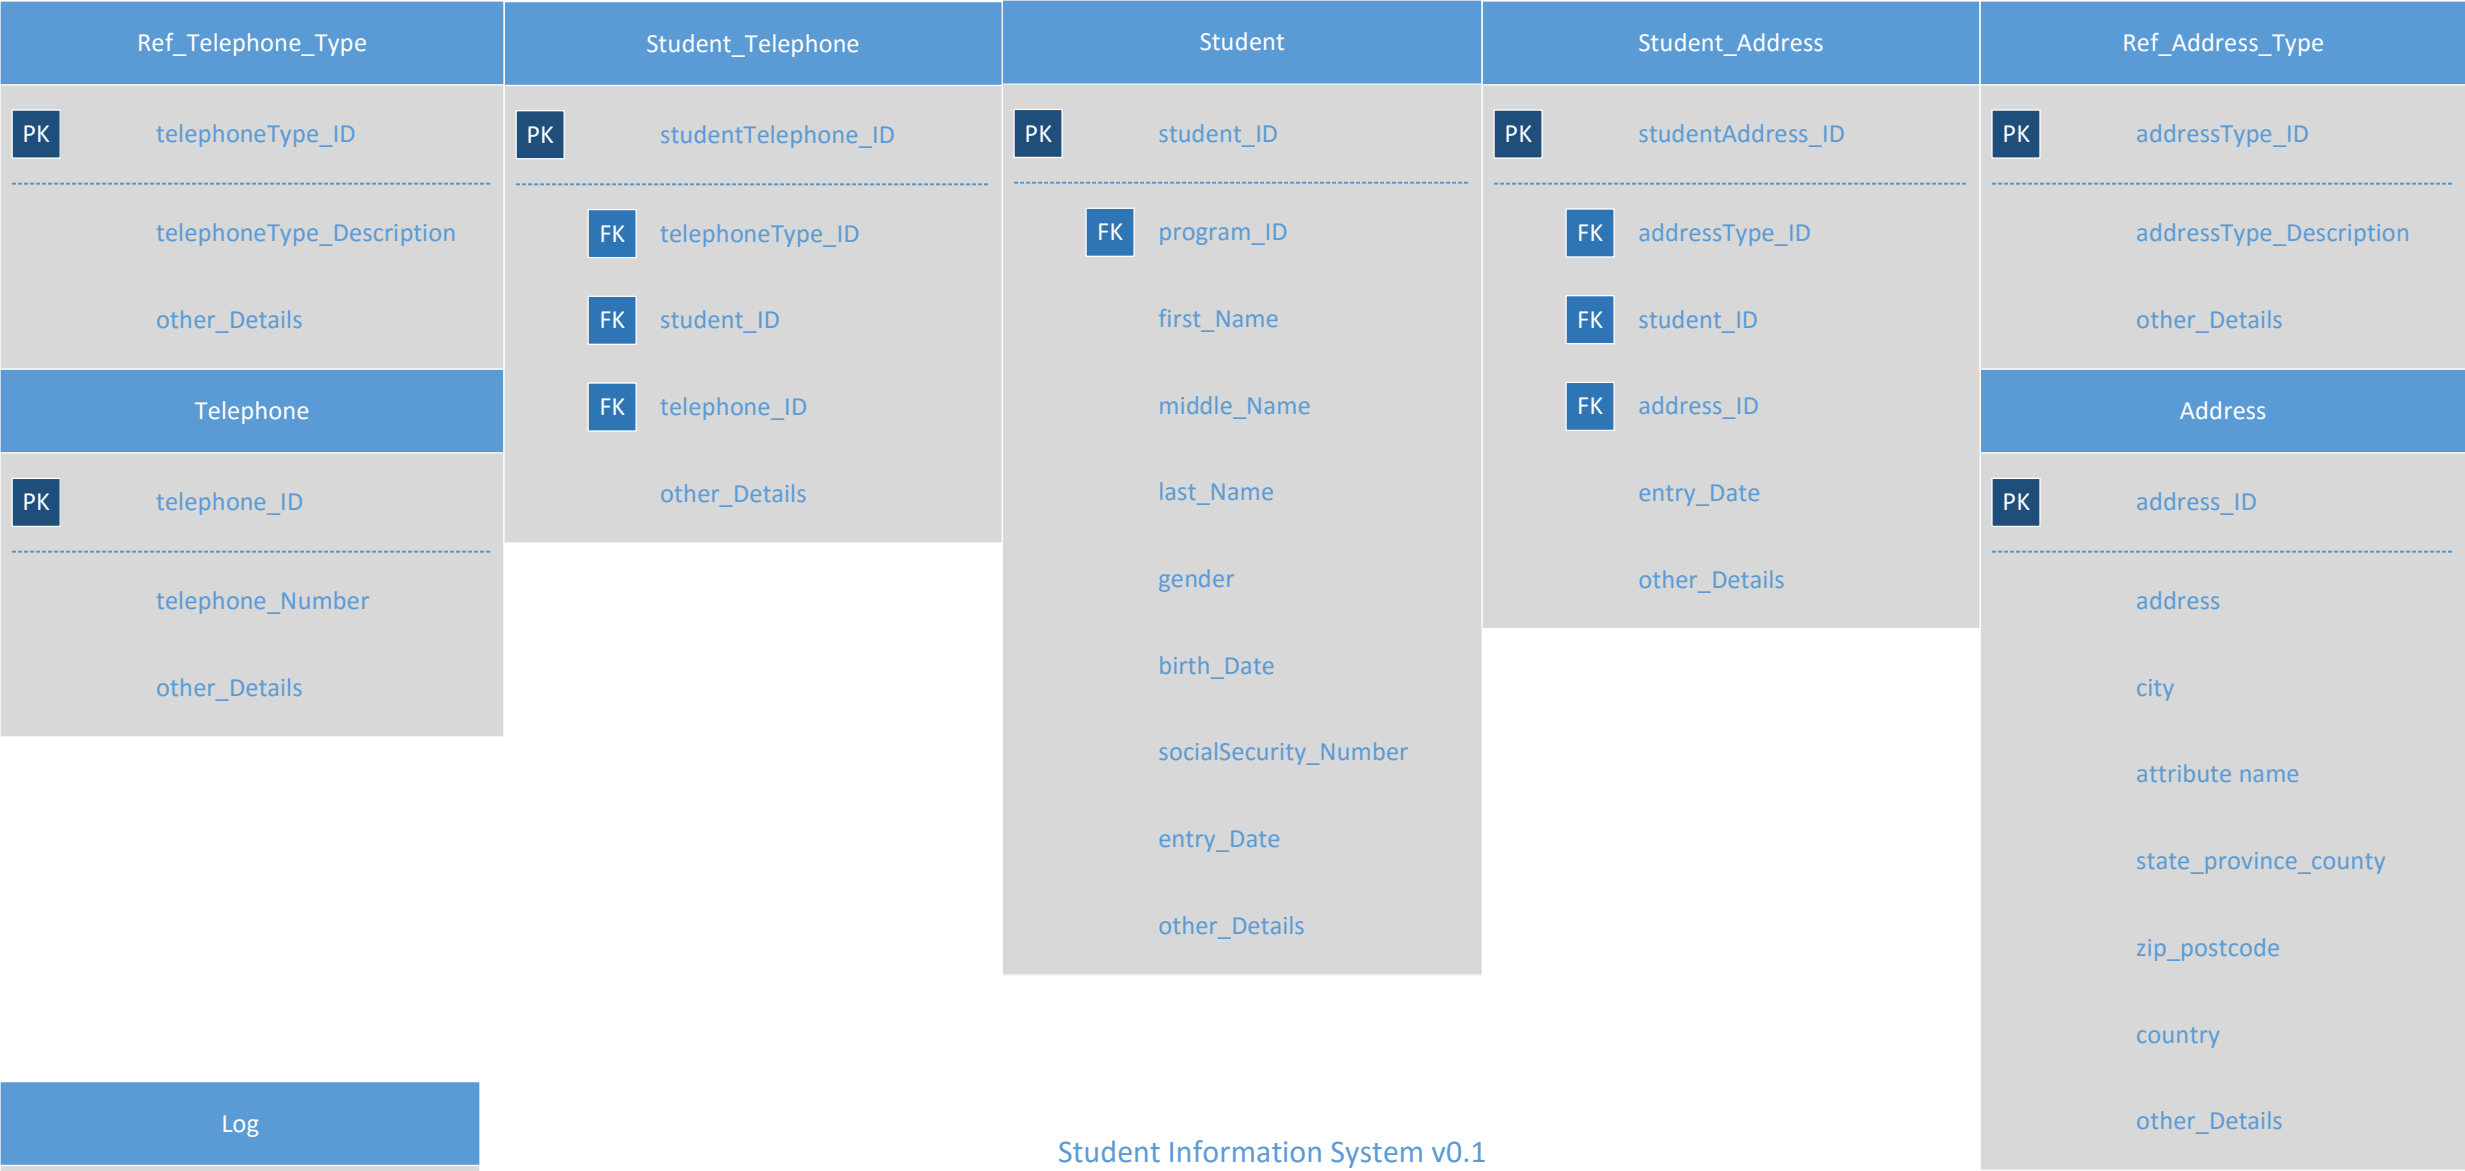 Ref_Telephone_Type
PK telephoneType_ID
telephoneType_Description
other_Details
Telephone
PK telephone_ID
telephone_Number
other_Details
Student_Telephone
PK studentTelephone_ID
FK telephoneType_ID
FK student_ID
FK telephone_ID
other_Details
Student
PK student_ID
FK program_ID
first_Name
middle_Name
last_Name
gender
birth_Date
socialSecurity_Number
entry_Date
other_Details
Student_Address
PK studentAddress_ID
FK addressType_ID
FK student_ID
FK address_ID
entry_Date
other_Details
Ref_Address_Type
PK addressType_ID
addressType_Description
other_Details
Address
PK address_ID
address
city
attribute name
state_province_county
zip_postcode
country
other_Details
Log
Student Information System v0.1